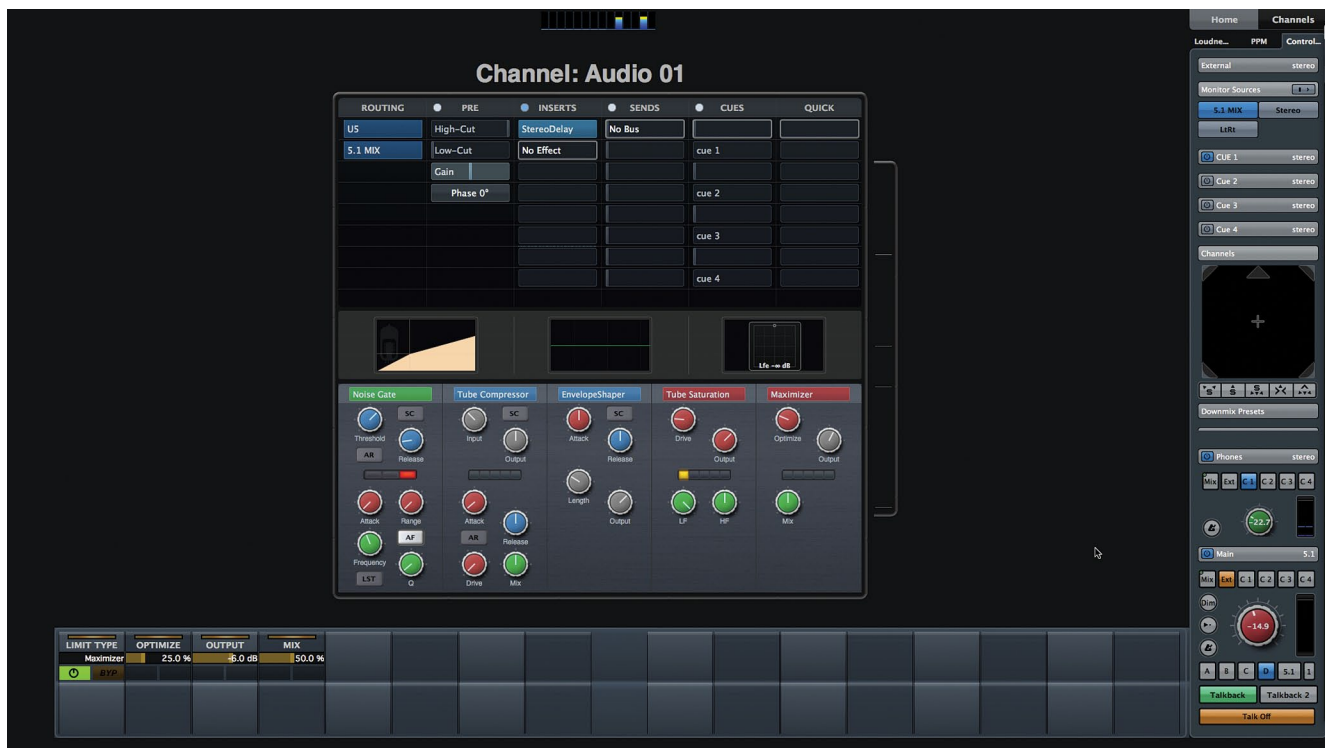 Home Channels
Loudne... PPM Control...
Channel: Audio 01
ROUTING PRE INSERTS SENDS CUES QUICK
U5 High-Cut StereoDelay No Bus
5.1 MIX Low-Cut No Effect cue 1
Gain
Phase 0° cue 2
cue 3
cue 4
Lfe -∞ dB
Noise Gate Tube Compressor EnvelopeShaper Tube Saturation Maximizer
SC SC SC
Threshold Input Attack Drive Optimize
AR Release Output Release Output Output
Length
Attack Range Attack Output LF HF Mix
AF AR Release
Frequency
LST Q Drive Mix
LIMIT TYPE OPTIMIZE OUTPUT MIX
Maximizer 25.0 % -6.0 dB 50.0 %
BYP
External stereo
Monitor Sources
5.1 MIX Stereo
LtRt
CUE 1 stereo
Cue 2 stereo
Cue 3 stereo
Cue 4 stereo
Channels
S S S
Downmix Presets
Phones stereo
Mix Ext C 1 C 2 C 3 C 4
-22.7
Main 5.1
Mix Ext C 1 C 2 C 3 C 4
Dim
-14.9
A B C D 5.1 1
Talkback Talkback 2
Talk Off